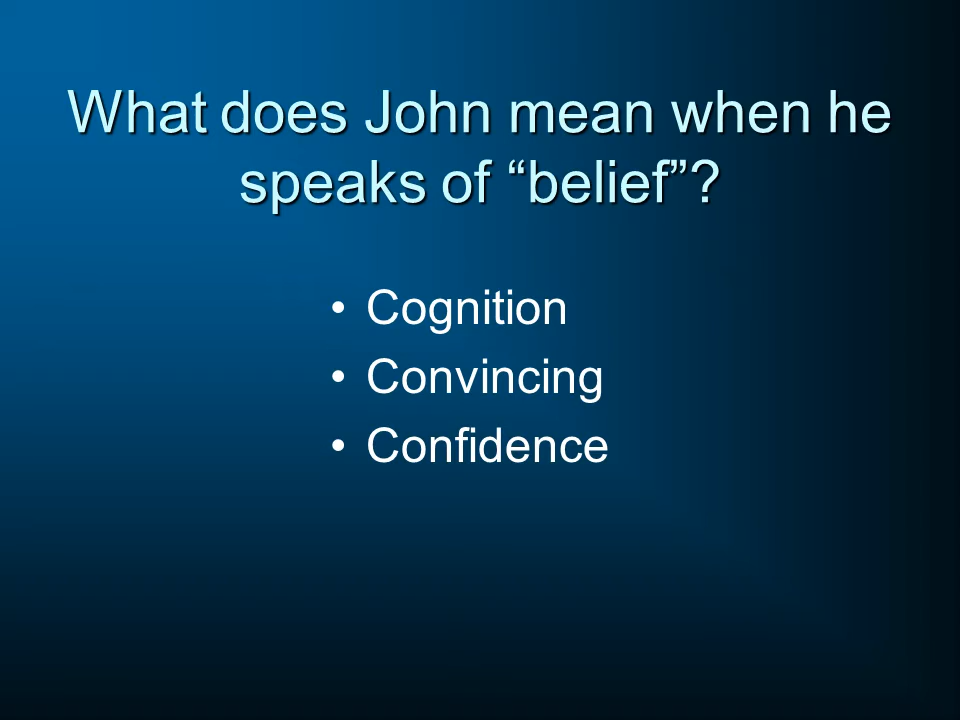 What does John mean when he
speaks of “belief”?
• Cognition
• Convincing
• Confidence